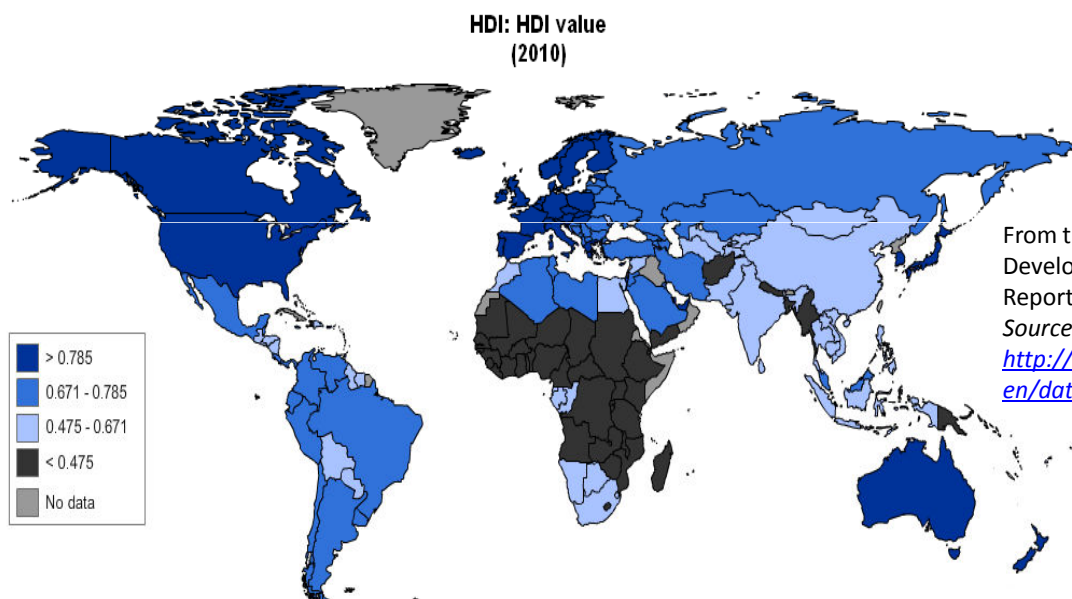 HDI: HDI value
(2010)
> 0.785
0.671 - 0.785
0.475 - 0.671
< 0.475
No data
From t
Develo
Report
Source
http://
en/dat